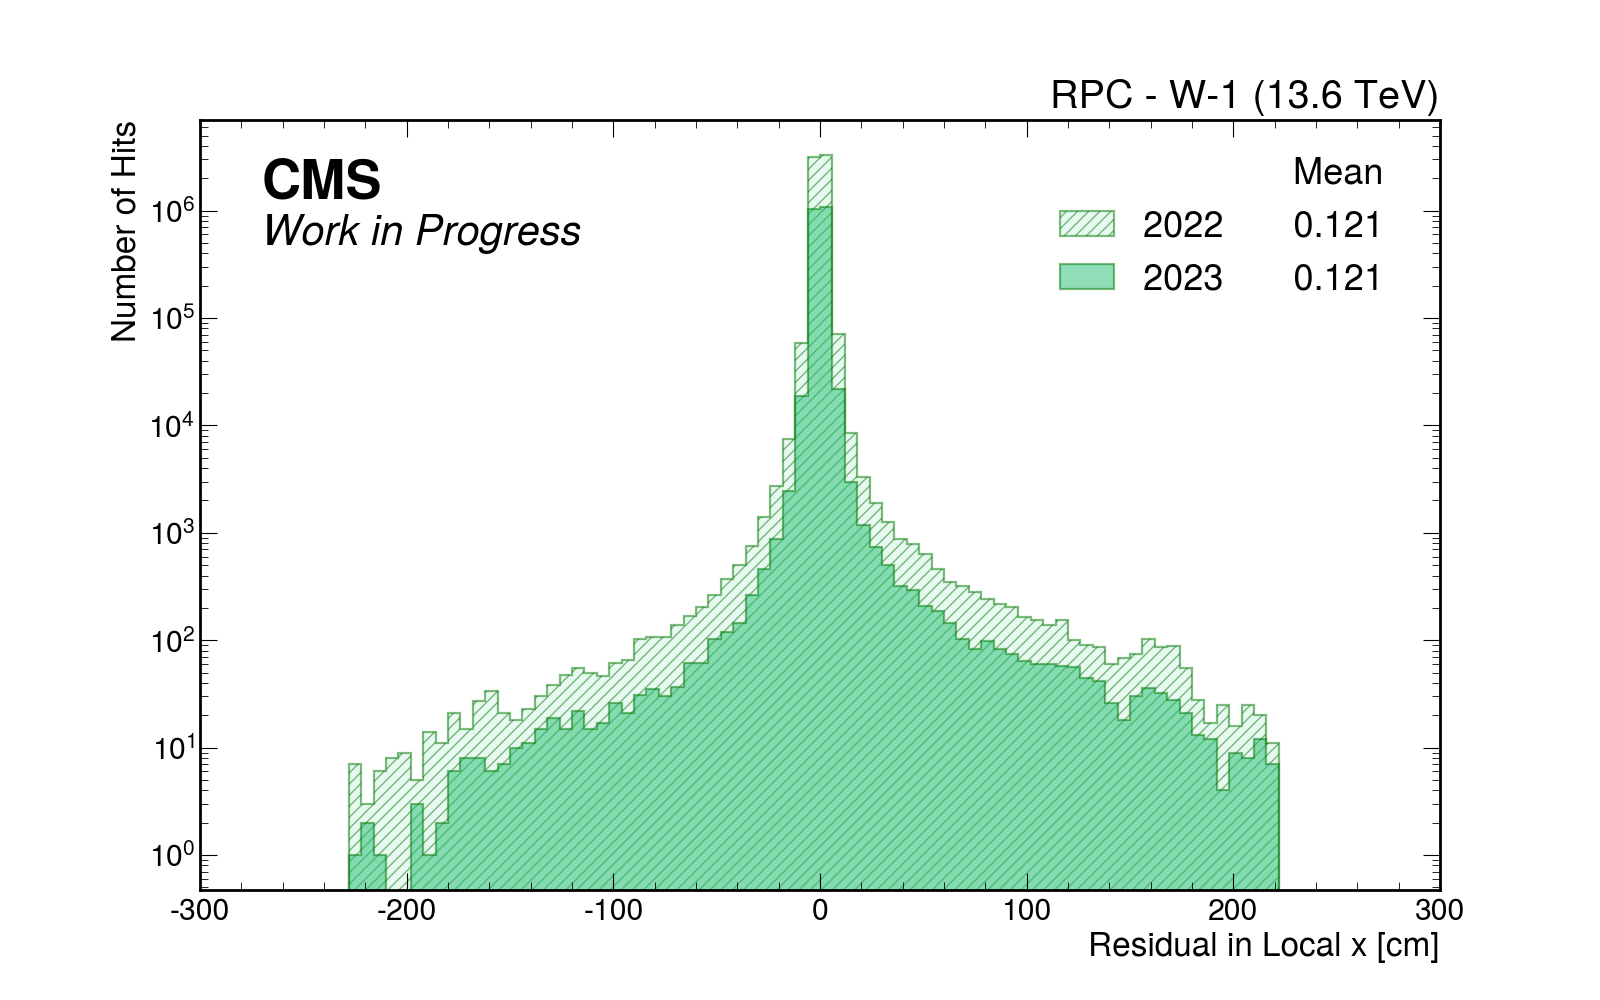 RPC - W-1 (13.6 TeV)
Number of Hits
CMS
Work in Progress
Mean
2022 0.121
2023 0.121
10⁶
10⁵
10⁴
10³
10²
10¹
10⁰
-300 -200 -100 0 100 200 300
Residual in Local x [cm]